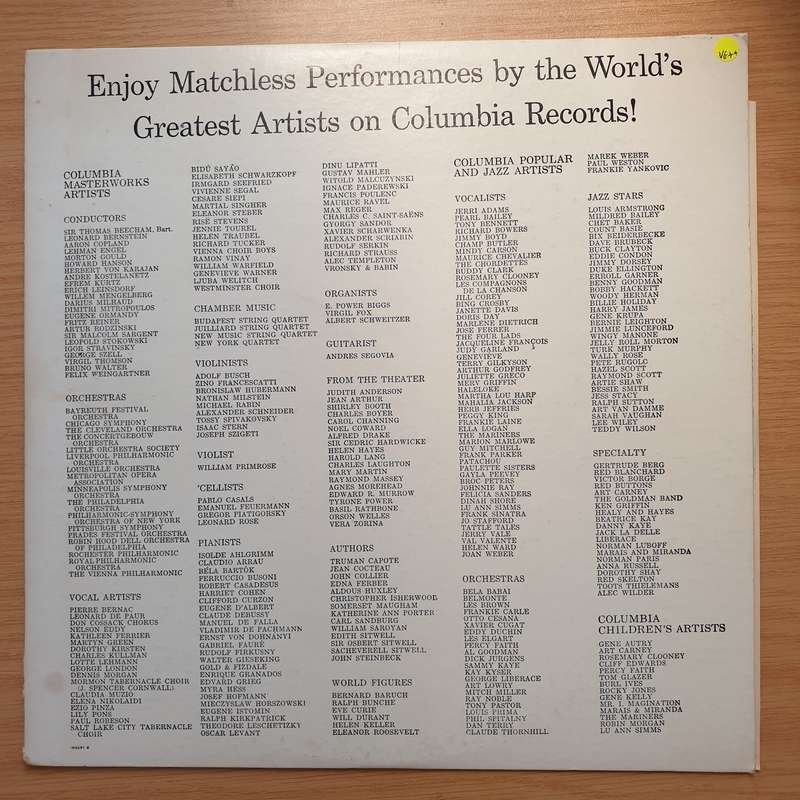 VG++
Enjoy Matchless Performances by the World's
Greatest Artists on Columbia Records!
COLUMBIA
MASTERWORKS
ARTISTS
CONDUCTORS
SIR THOMAS BEECHAM, Bart.
LEONARD BERNSTEIN
AARON COPLAND
LEHMAN ENGEL
MORTON GOULD
HOWARD HANSON
HERBERT VON KARAJAN
ANDRE KOSTELANETZ
EFREM KURTZ
ERICH LEINSDORF
WILLEM MENGELBERG
DARIUS MILHAUD
DIMITRI MITROPOULOS
EUGENE ORMANDY
FRITZ REINER
ARTUR RODZINSKI
SIR MALCOLM SARGENT
LEOPOLD STOKOWSKI
IGOR STRAVINSKY
GEORGE SZELL
VIRGIL THOMSON
BRUNO WALTER
FELIX WEINGARTNER
ORCHESTRAS
BAYREUTH FESTIVAL
ORCHESTRA
CHICAGO SYMPHONY
THE CLEVELAND ORCHESTRA
THE CONCERTGEBOUW
ORCHESTRA
LITTLE ORCHESTRA SOCIETY
LIVERPOOL PHILHARMONIC
ORCHESTRA
LOUISVILLE ORCHESTRA
METROPOLITAN OPERA
ASSOCIATION
MINNEAPOLIS SYMPHONY
ORCHESTRA
THE PHILADELPHIA
ORCHESTRA
PHILHARMONIC-SYMPHONY
ORCHESTRA OF NEW YORK
PITTSBURGH SYMPHONY
PRADES FESTIVAL ORCHESTRA
ROBIN HOOD DELL ORCHESTRA
OF PHILADELPHIA
ROCHESTER PHILHARMONIC
ROYAL PHILHARMONIC
ORCHESTRA
THE VIENNA PHILHARMONIC
VOCAL ARTISTS
PIERRE BERNAC
LEONARD DE PAUR
DON COSSACK CHORUS
NELSON EDDY
KATHLEEN FERRIER
MARTYN GREEN
DOROTHY KIRSTEN
CHARLES KULLMAN
LOTTE LEHMANN
GEORGE LONDON
DENNIS MORGAN
MORMON TABERNACLE CHOIR
(J. SPENCER CORNWALL)
CLAUDIA MUZIO
ELENA NIKOLAIDI
EZIO PINZA
LILY PONS
PAUL ROBESON
SALT LAKE CITY TABERNACLE
CHOIR
BIDÚ SAYÃO
ELISABETH SCHWARZKOPF
IRMGARD SEEFRIED
VIVIENNE SEGAL
CESARE SIEPI
MARTIAL SINGHER
ELEANOR STEBER
RISË STEVENS
JENNIE TOUREL
HELEN TRAUBEL
RICHARD TUCKER
VIENNA CHOIR BOYS
RAMON VINAY
WILLIAM WARFIELD
GENEVIEVE WARNER
LJUBA WELITCH
WESTMINSTER CHOIR
CHAMBER MUSIC
BUDAPEST STRING QUARTET
JUILLIARD STRING QUARTET
NEW MUSIC STRING QUARTET
NEW YORK QUARTET
VIOLINISTS
ADOLF BUSCH
ZINO FRANCESCATTI
BRONISLAW HUBERMANN
NATHAN MILSTEIN
MICHAEL RABIN
ALEXANDER SCHNEIDER
TOSSY SPIVAKOVSKY
ISAAC STERN
JOSEPH SZIGETI
VIOLIST
WILLIAM PRIMROSE
'CELLISTS
PABLO CASALS
EMANUEL FEUERMANN
GREGOR PIATIGORSKY
LEONARD ROSE
PIANISTS
ISOLDE AHLGRIMM
CLAUDIO ARRAU
BÉLA BARTÓK
FERRUCCIO BUSONI
ROBERT CASADESUS
HARRIET COHEN
CLIFFORD CURZON
EUGENE D'ALBERT
CLAUDE DEBUSSY
MANUEL DE FALLA
VLADIMIR DE PACHMANN
ERNST VON DOHNÁNYI
GABRIEL FAURÉ
RUDOLF FIRKUSNY
WALTER GIESEKING
GOLD & FIZDALE
ENRIQUE GRANADOS
EDVARD GRIEG
MYRA HESS
JOSEF HOFMANN
MIECZYSLAW HORSZOWSKI
EUGENE ISTOMIN
RALPH KIRKPATRICK
THEODORE LESCHETIZKY
OSCAR LEVANT
DINU LIPATTI
GUSTAV MAHLER
WITOLD MALCUZYNSKI
IGNACE PADEREWSKI
FRANCIS POULENC
MAURICE RAVEL
MAX REGER
CHARLES C. SAINT-SAËNS
GYORGY SANDOR
XAVIER SCHARWENKA
ALEXANDER SCRIABIN
RUDOLF SERKIN
RICHARD STRAUSS
ALEC TEMPLETON
VRONSKY & BABIN
ORGANISTS
E. POWER BIGGS
VIRGIL FOX
ALBERT SCHWEITZER
GUITARIST
ANDRES SEGOVIA
FROM THE THEATER
JUDITH ANDERSON
JEAN ARTHUR
SHIRLEY BOOTH
CHARLES BOYER
CAROL CHANNING
NOEL COWARD
ALFRED DRAKE
SIR CEDRIC HARDWICKE
HELEN HAYES
HAROLD LANG
CHARLES LAUGHTON
MARY MARTIN
RAYMOND MASSEY
AGNES MOREHEAD
EDWARD R. MURROW
TYRONE POWER
BASIL RATHBONE
ORSON WELLES
VERA ZORINA
AUTHORS
TRUMAN CAPOTE
JEAN COCTEAU
JOHN COLLIER
EDNA FERBER
ALDOUS HUXLEY
CHRISTOPHER ISHERWOOD
SOMERSET MAUGHAM
KATHERINE ANN PORTER
CARL SANDBURG
WILLIAM SAROYAN
EDITH SITWELL
SIR OSBERT SITWELL
SACHEVERELL SITWELL
JOHN STEINBECK
WORLD FIGURES
BERNARD BARUCH
RALPH BUNCHE
EVE CURIE
WILL DURANT
HELEN KELLER
ELEANOR ROOSEVELT
COLUMBIA POPULAR
AND JAZZ ARTISTS
VOCALISTS
JERRI ADAMS
PEARL BAILEY
TONY BENNETT
RICHARD BOWERS
JIMMY BOYD
CHAMP BUTLER
MINDY CARSON
MAURICE CHEVALIER
THE CHORDETTES
BUDDY CLARK
ROSEMARY CLOONEY
LES COMPAGNONS
DE LA CHANSON
JILL COREY
BING CROSBY
JANETTE DAVIS
DORIS DAY
MARLENE DIETRICH
JOSE FERRER
THE FOUR LADS
JACQUELINE FRANÇOIS
JUDY GARLAND
GENEVIEVE
TERRY GILKYSON
ARTHUR GODFREY
JULIETTE GRECO
MERV GRIFFIN
HALELOKE
MARTHA LOU HARP
MAHALIA JACKSON
HERB JEFFRIES
PEGGY KING
FRANKIE LAINE
ELLA LOGAN
THE MARINERS
MARION MARLOWE
GUY MITCHELL
FRANK PARKER
PATACHOU
PAULETTE SISTERS
GAYLA PEEVEY
BROC PETERS
JOHNNIE RAY
FELICIA SANDERS
DINAH SHORE
LU ANN SIMMS
FRANK SINATRA
JO STAFFORD
TATTLE TALES
JERRY VALE
VAL VALENTE
HELEN WARD
JOAN WEBER
ORCHESTRAS
BELA BABAI
BELMONTE
LES BROWN
FRANKIE CARLE
OTTO CESANA
XAVIER CUGAT
EDDY DUCHIN
LES ELGART
PERCY FAITH
AL GOODMAN
DICK JURGENS
SAMMY KAYE
KAY KYSER
GEORGE LIBERACE
ART LOWRY
MITCH MILLER
RAY NOBLE
TONY PASTOR
LOUIS PRIMA
PHIL SPITALNY
DAN TERRY
CLAUDE THORNHILL
MAREK WEBER
PAUL WESTON
FRANKIE YANKOVIC
JAZZ STARS
LOUIS ARMSTRONG
MILDRED BAILEY
CHET BAKER
COUNT BASIE
BIX BEIDERBECKE
DAVE BRUBECK
BUCK CLAYTON
EDDIE CONDON
JIMMY DORSEY
DUKE ELLINGTON
ERROLL GARNER
BENNY GOODMAN
BOBBY HACKETT
WOODY HERMAN
BILLIE HOLIDAY
HARRY JAMES
GENE KRUPA
BERNIE LEIGHTON
JIMMIE LUNCEFORD
WINGY MANONE
JELLY ROLL MORTON
TURK MURPHY
WALLY ROSE
PETE RUGOLO
HAZEL SCOTT
RAYMOND SCOTT
ARTIE SHAW
BESSIE SMITH
JESS STACY
RALPH SUTTON
ART VAN DAMME
SARAH VAUGHAN
LEE WILEY
TEDDY WILSON
SPECIALTY
GERTRUDE BERG
RED BLANCHARD
VICTOR BORGE
RED BUTTONS
ART CARNEY
THE GOLDMAN BAND
KEN GRIFFIN
HEALY AND HAYES
BEATRICE KAY
DANNY KAYE
JACK LA DELLE
LIBERACE
NORMAN LUBOFF
MARAIS AND MIRANDA
NORMAN PARIS
ANNA RUSSELL
DOROTHY SHAY
RED SKELTON
TOOTS THIELEMANS
ALEC WILDER
COLUMBIA
CHILDREN'S ARTISTS
GENE AUTRY
ART CARNEY
ROSEMARY CLOONEY
CLIFF EDWARDS
PERCY FAITH
TOM GLAZER
BURL IVES
ROCKY JONES
GENE KELLY
MR. I. MAGINATION
MARAIS & MIRANDA
THE MARINERS
ROBIN MORGAN
LU ANN SIMMS